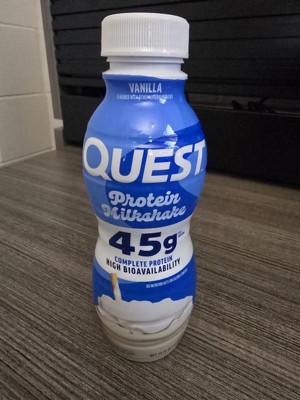 VANILLA
QUEST
Protein
Milkshake
45g
COMPLETE PROTEIN
HIGH BIOAVAILABILITY